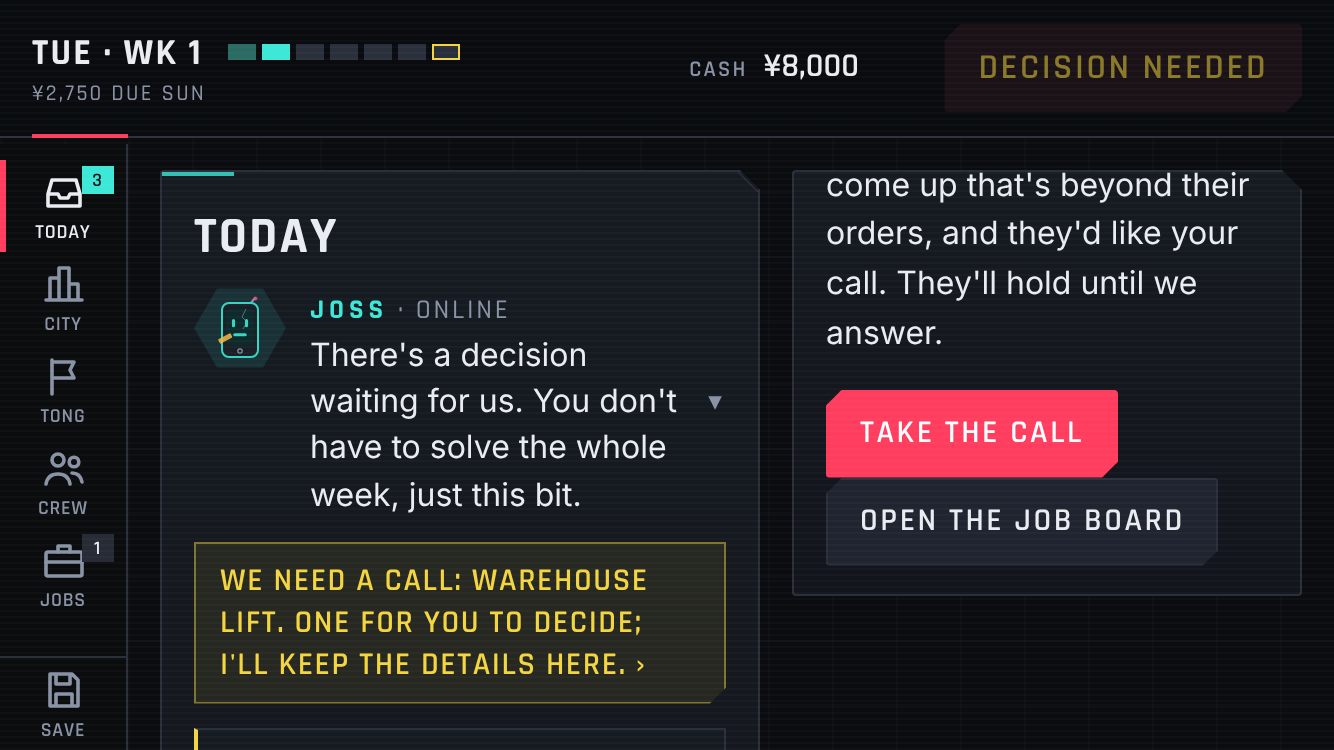 TUE · WK 1
¥2,750 DUE SUN
CASH ¥8,000
DECISION NEEDED
3
TODAY
CITY
TONG
CREW
1
JOBS
SAVE
TODAY
JOSS · ONLINE
There's a decision
waiting for us. You don't ▼
have to solve the whole
week, just this bit.
WE NEED A CALL: WAREHOUSE
LIFT. ONE FOR YOU TO DECIDE;
I'LL KEEP THE DETAILS HERE. ›
come up that's beyond their
orders, and they'd like your
call. They'll hold until we
answer.
TAKE THE CALL
OPEN THE JOB BOARD